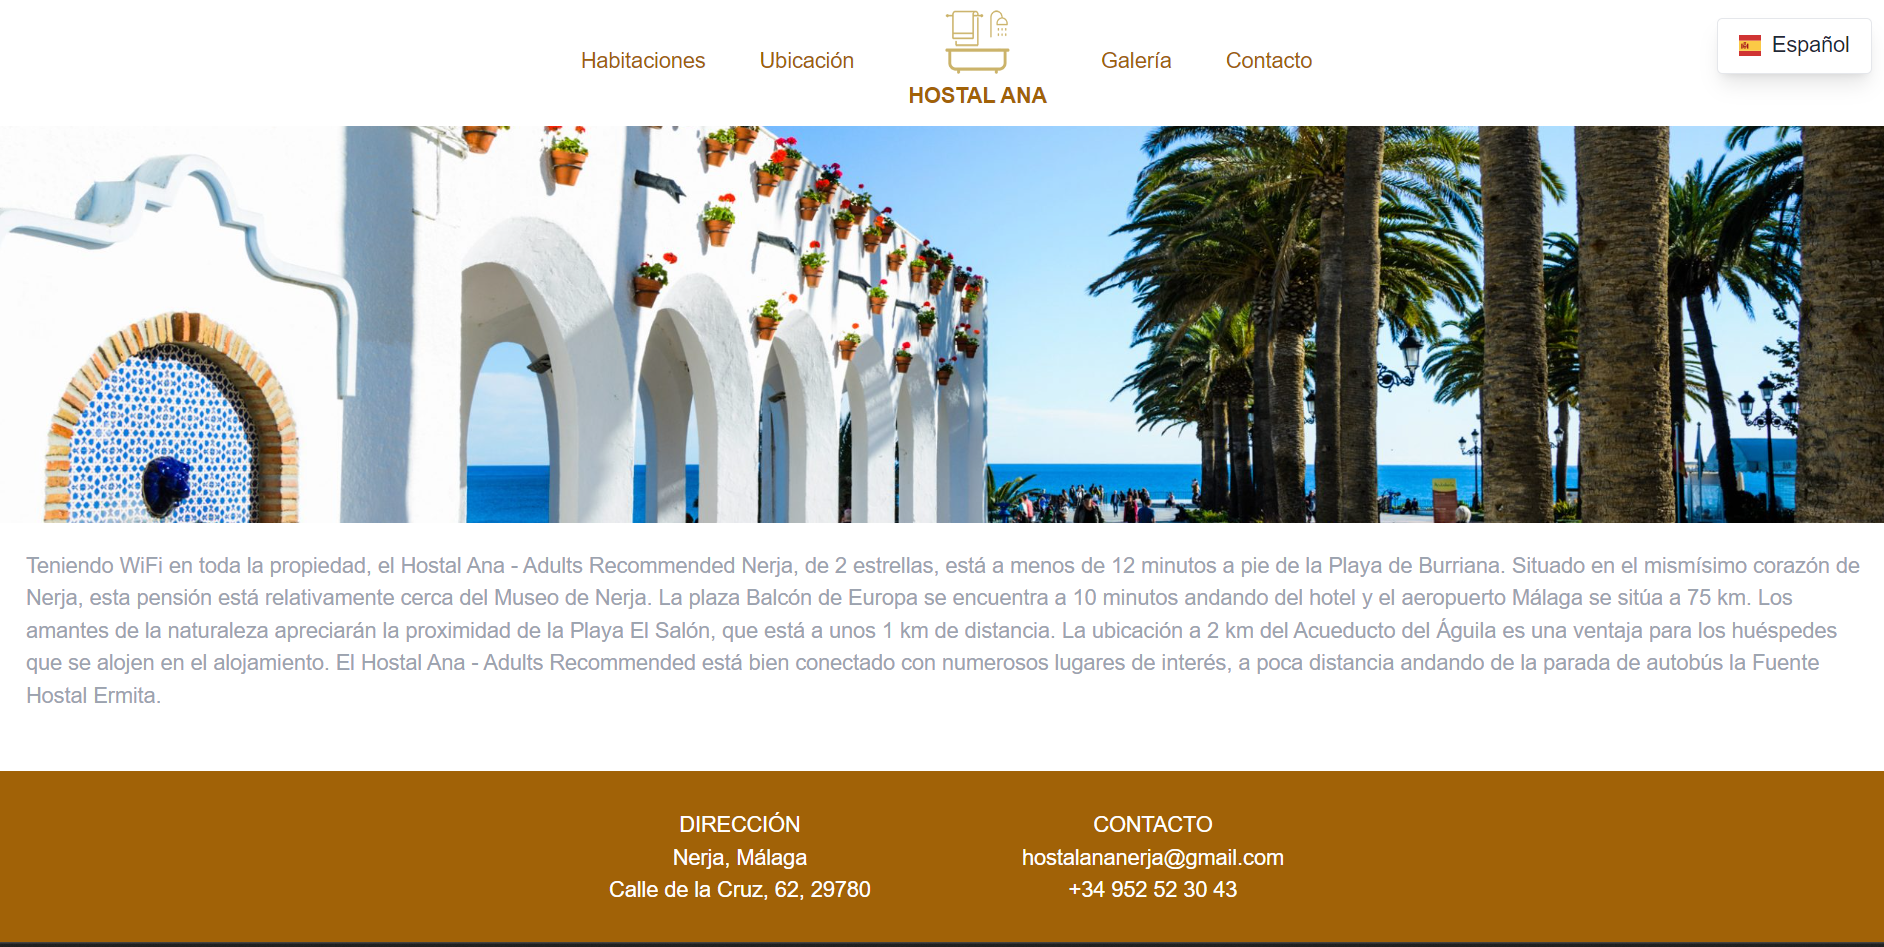 Habitaciones
Ubicación
HOSTAL ANA
Galería
Contacto
Español
Teniendo WiFi en toda la propiedad, el Hostal Ana - Adults Recommended Nerja, de 2 estrellas, está a menos de 12 minutos a pie de la Playa de Burriana. Situado en el mismísimo corazón de
Nerja, esta pensión está relativamente cerca del Museo de Nerja. La plaza Balcón de Europa se encuentra a 10 minutos andando del hotel y el aeropuerto Málaga se sitúa a 75 km. Los
amantes de la naturaleza apreciarán la proximidad de la Playa El Salón, que está a unos 1 km de distancia. La ubicación a 2 km del Acueducto del Águila es una ventaja para los huéspedes
que se alojen en el alojamiento. El Hostal Ana - Adults Recommended está bien conectado con numerosos lugares de interés, a poca distancia andando de la parada de autobús la Fuente
Hostal Ermita.
DIRECCIÓN
Nerja, Málaga
Calle de la Cruz, 62, 29780
CONTACTO
hostalananerja@gmail.com
+34 952 52 30 43